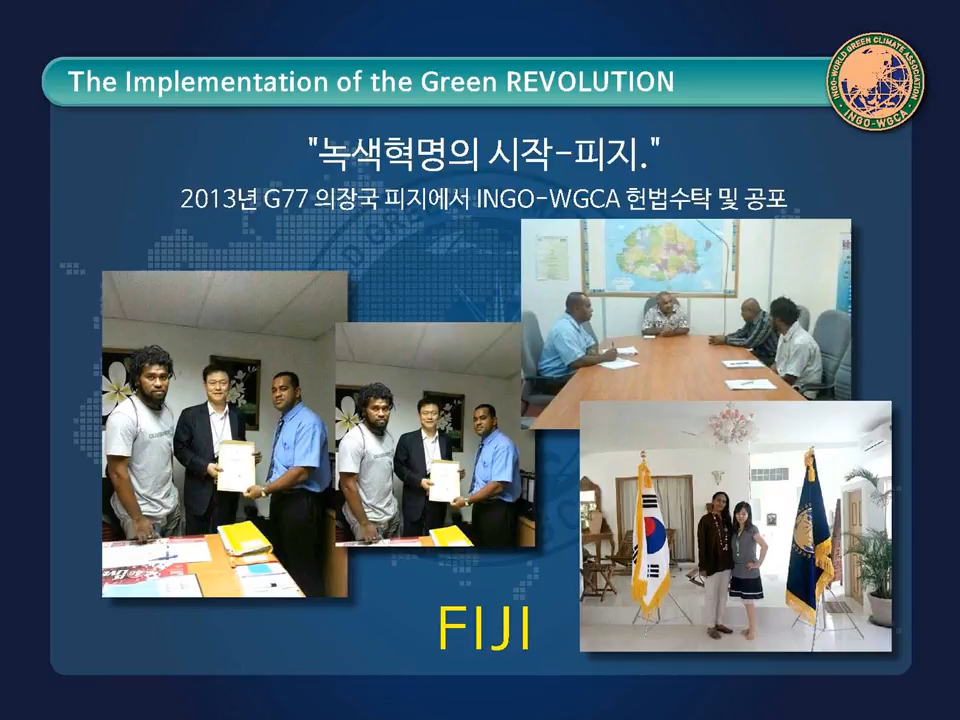 The Implementation of the Green REVOLUTION
INGO-WORLD GREEN CLIMATE ASSOCIATION
INGO-WGCA
"녹색혁명의 시작-피지."
2013년 G77 의장국 피지에서 INGO-WGCA 헌법수탁 및 공포
FIJI